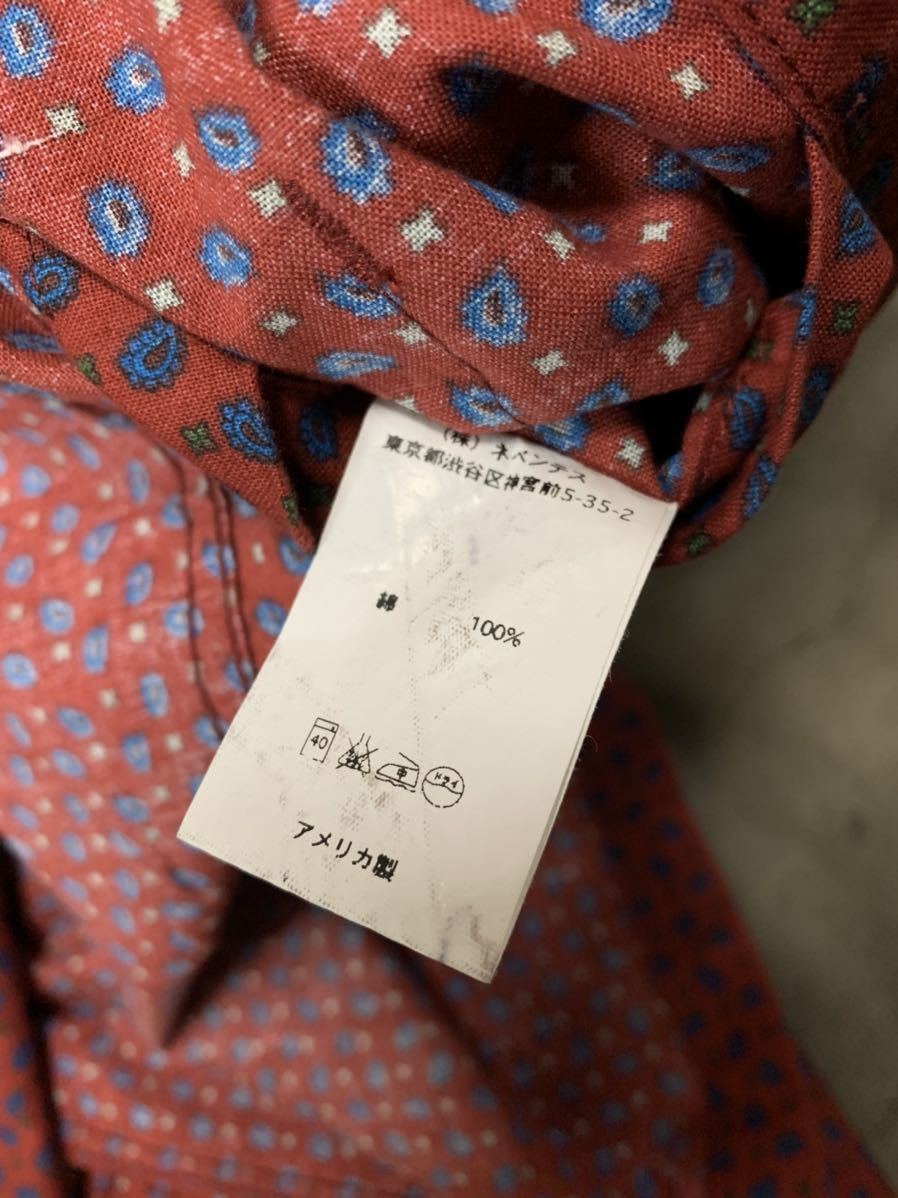 (株) ネペンテス
東京都渋谷区神宮前5-35-2
綿 100%
40 中 ドライ
アメリカ製